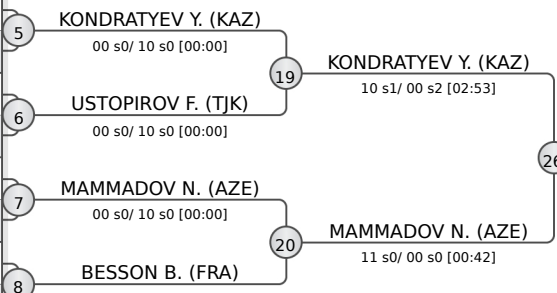 5
KONDRATYEV Y. (KAZ)
00 s0/ 10 s0 [00:00]
19
KONDRATYEV Y. (KAZ)
10 s1/ 00 s2 [02:53]
6
USTOPIROV F. (TJK)
00 s0/ 10 s0 [00:00]
26
7
MAMMADOV N. (AZE)
00 s0/ 10 s0 [00:00]
20
MAMMADOV N. (AZE)
11 s0/ 00 s0 [00:42]
8
BESSON B. (FRA)